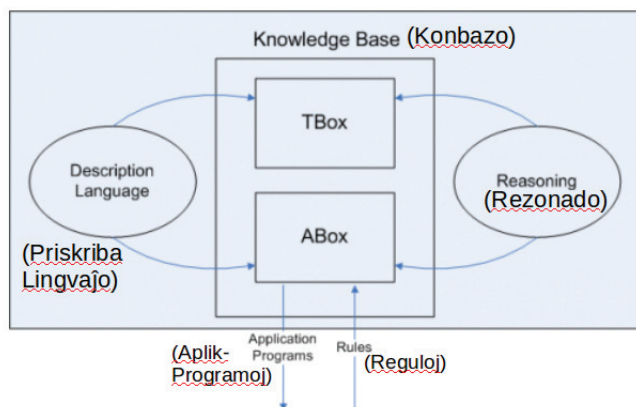 Knowledge Base (Konbazo)
TBox
Description
Language
Reasoning
(Rezonado)
ABox
(Priskriba
Lingvaĵo)
Application
Programs
Rules
(Aplik-
Programoj)
(Reguloj)